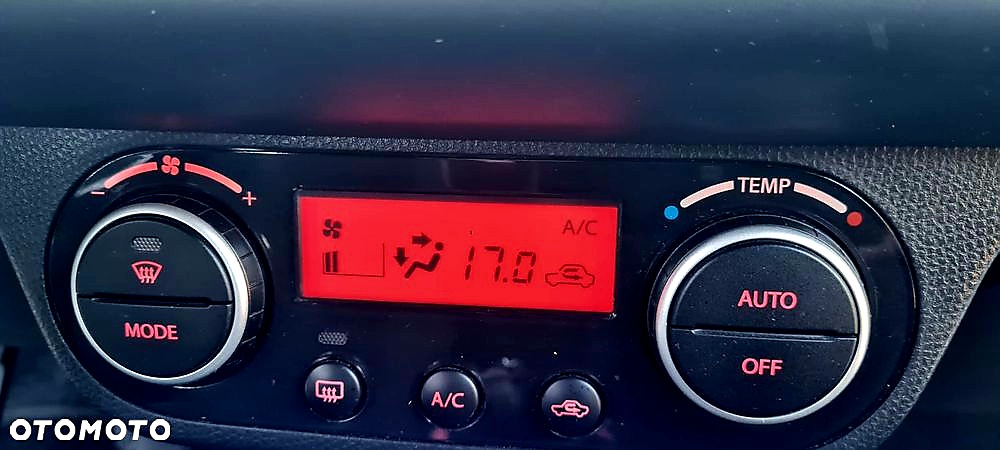 TEMP
- +
A/C
17.0
AUTO
MODE
OFF
A/C
OTOMOTO